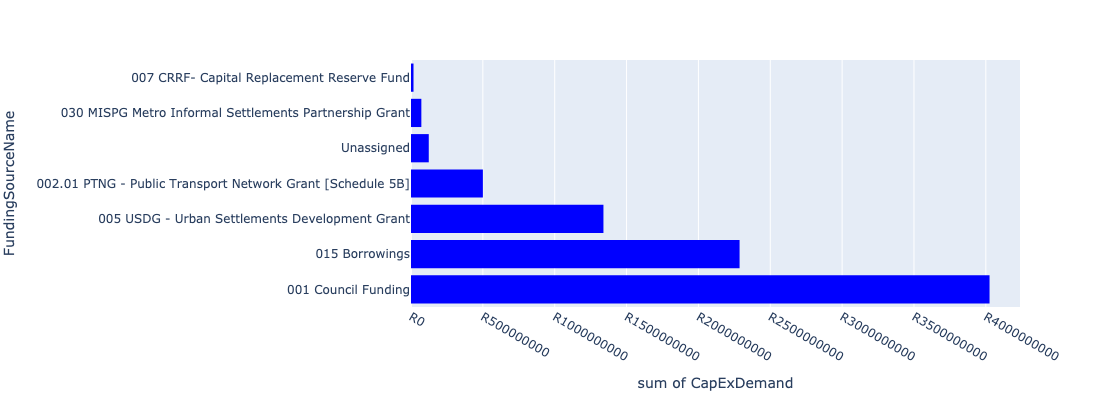 FundingSourceName
007 CRRF- Capital Replacement Reserve Fund
030 MISPG Metro Informal Settlements Partnership Grant
Unassigned
002.01 PTNG - Public Transport Network Grant [Schedule 5B]
005 USDG - Urban Settlements Development Grant
015 Borrowings
001 Council Funding
R0
R500000000
R1000000000
R1500000000
R2000000000
R2500000000
R3000000000
R3500000000
R4000000000
sum of CapExDemand